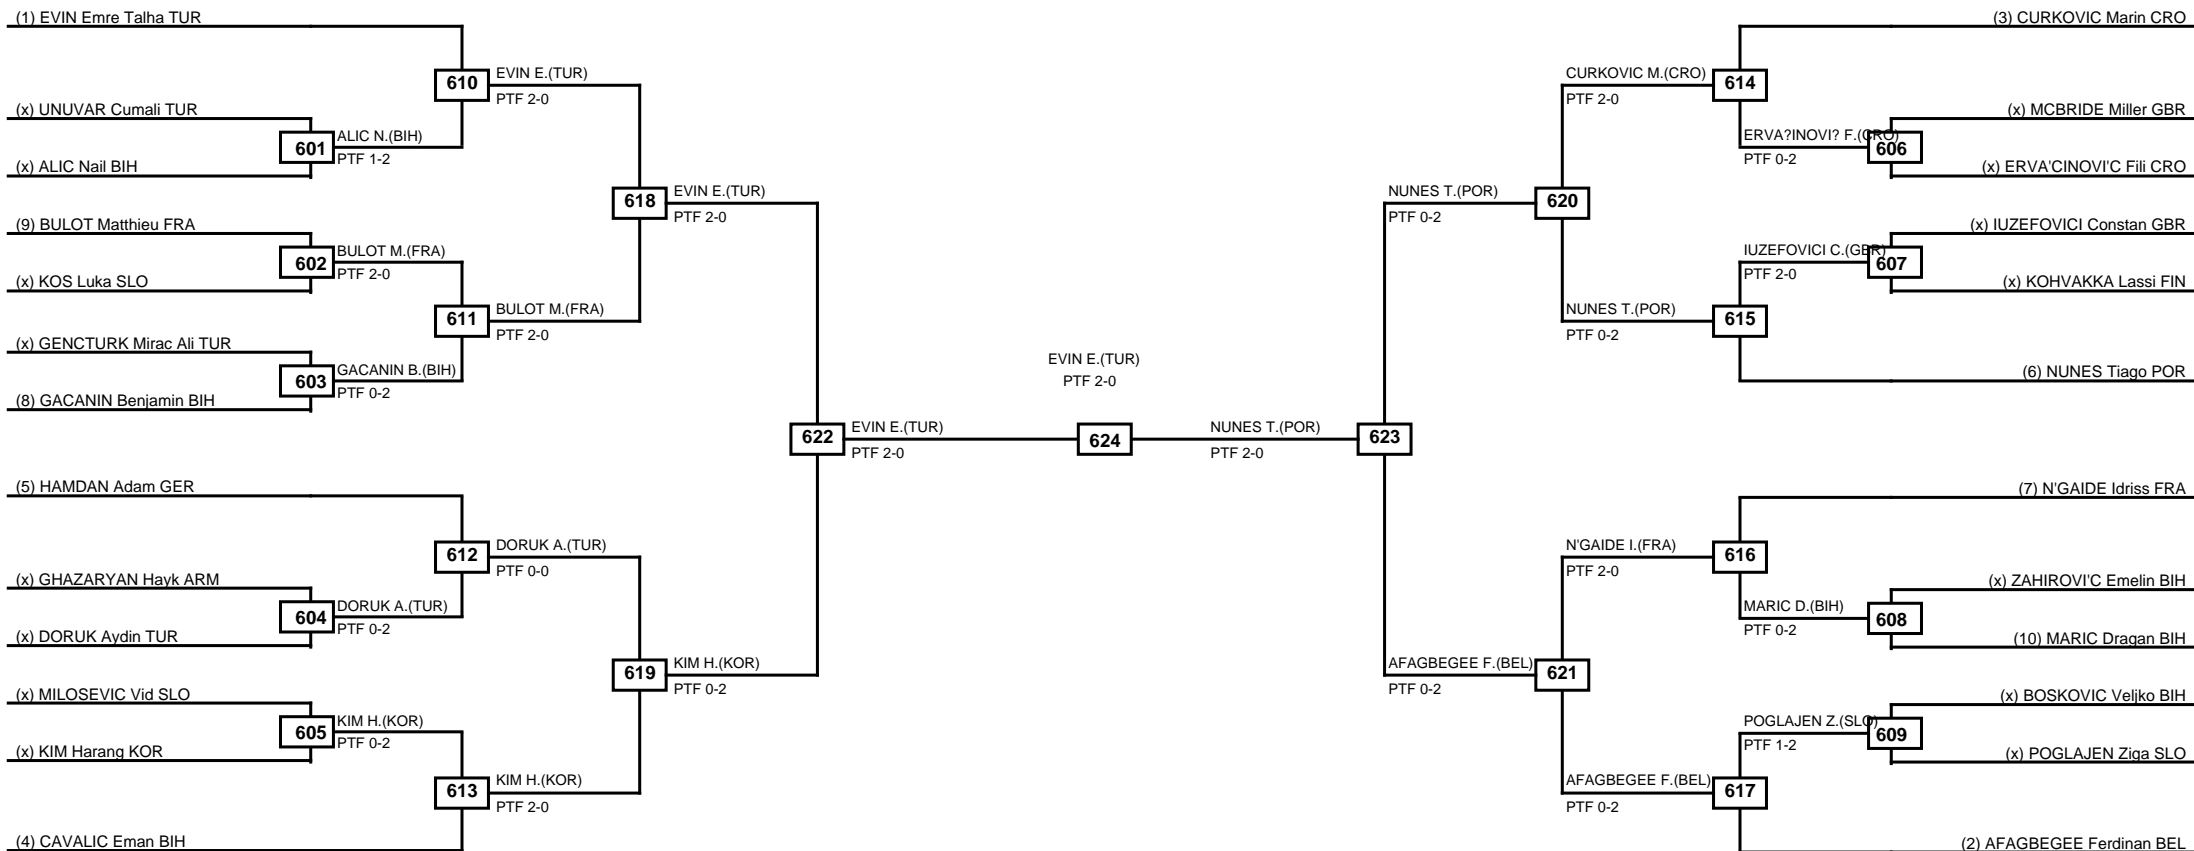 (1) EVIN Emre Talha TUR
(x) UNUVAR Cumali TUR
(x) ALIC Nail BIH
(9) BULOT Matthieu FRA
(x) KOS Luka SLO
(x) GENCTURK Mirac Ali TUR
(8) GACANIN Benjamin BIH
(5) HAMDAN Adam GER
(x) GHAZARYAN Hayk ARM
(x) DORUK Aydin TUR
(x) MILOSEVIC Vid SLO
(x) KIM Harang KOR
(4) CAVALIC Eman BIH
601
ALIC N.(BIH)
PTF 1-2
602
BULOT M.(FRA)
PTF 2-0
603
GACANIN B.(BIH)
PTF 0-2
604
DORUK A.(TUR)
PTF 0-2
605
KIM H.(KOR)
PTF 0-2
610
EVIN E.(TUR)
PTF 2-0
611
BULOT M.(FRA)
PTF 2-0
612
DORUK A.(TUR)
PTF 0-0
613
KIM H.(KOR)
PTF 2-0
618
EVIN E.(TUR)
PTF 2-0
619
KIM H.(KOR)
PTF 0-2
622
EVIN E.(TUR)
PTF 2-0
EVIN E.(TUR)
PTF 2-0
624
NUNES T.(POR)
PTF 2-0
623
NUNES T.(POR)
PTF 0-2
620
AFAGBEGEE F.(BEL)
PTF 0-2
621
CURKOVIC M.(CRO)
PTF 2-0
614
NUNES T.(POR)
PTF 0-2
615
N'GAIDE I.(FRA)
PTF 2-0
616
AFAGBEGEE F.(BEL)
PTF 0-2
617
ERVA?INOVI? F.(CRO)
PTF 0-2
606
IUZEFOVICI C.(GBR)
PTF 2-0
607
MARIC D.(BIH)
PTF 0-2
608
POGLAJEN Z.(SLO)
PTF 1-2
609
(3) CURKOVIC Marin CRO
(x) MCBRIDE Miller GBR
(x) ERVA'CINOVI'C Fili CRO
(x) IUZEFOVICI Constan GBR
(x) KOHVAKKA Lassi FIN
(6) NUNES Tiago POR
(7) N'GAIDE Idriss FRA
(x) ZAHIROVI'C Emelin BIH
(10) MARIC Dragan BIH
(x) BOSKOVIC Veljko BIH
(x) POGLAJEN Ziga SLO
(2) AFAGBEGEE Ferdinan BEL